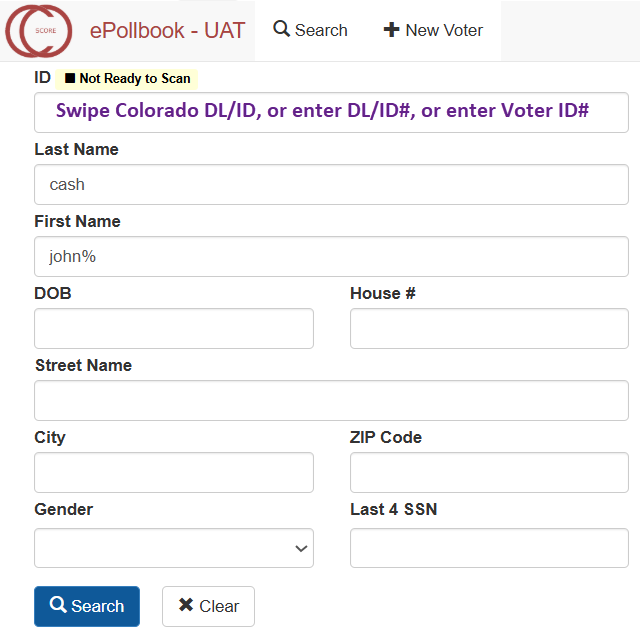 SCORE ePollbook - UAT Search New Voter
ID Not Ready to Scan
Swipe Colorado DL/ID, or enter DL/ID#, or enter Voter ID#
Last Name
cash
First Name
john%
DOB House #
Street Name
City ZIP Code
Gender Last 4 SSN
Search Clear